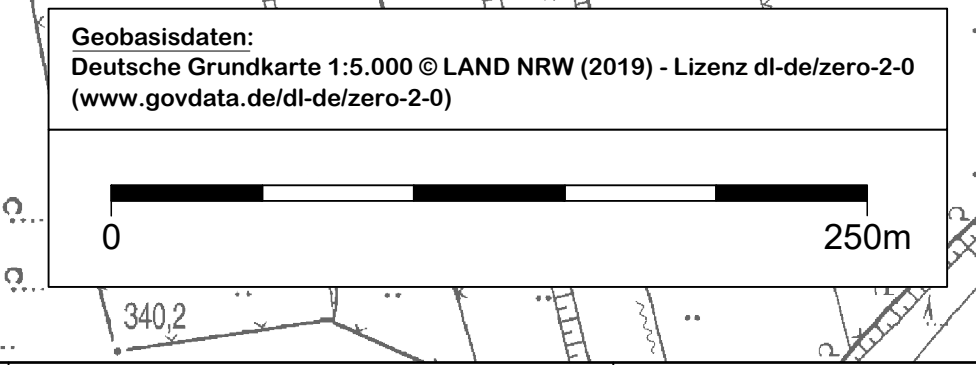 Geobasisdaten:
Deutsche Grundkarte 1:5.000 © LAND NRW (2019) - Lizenz dl-de/zero-2-0
(www.govdata.de/dl-de/zero-2-0)
0 250m
340,2